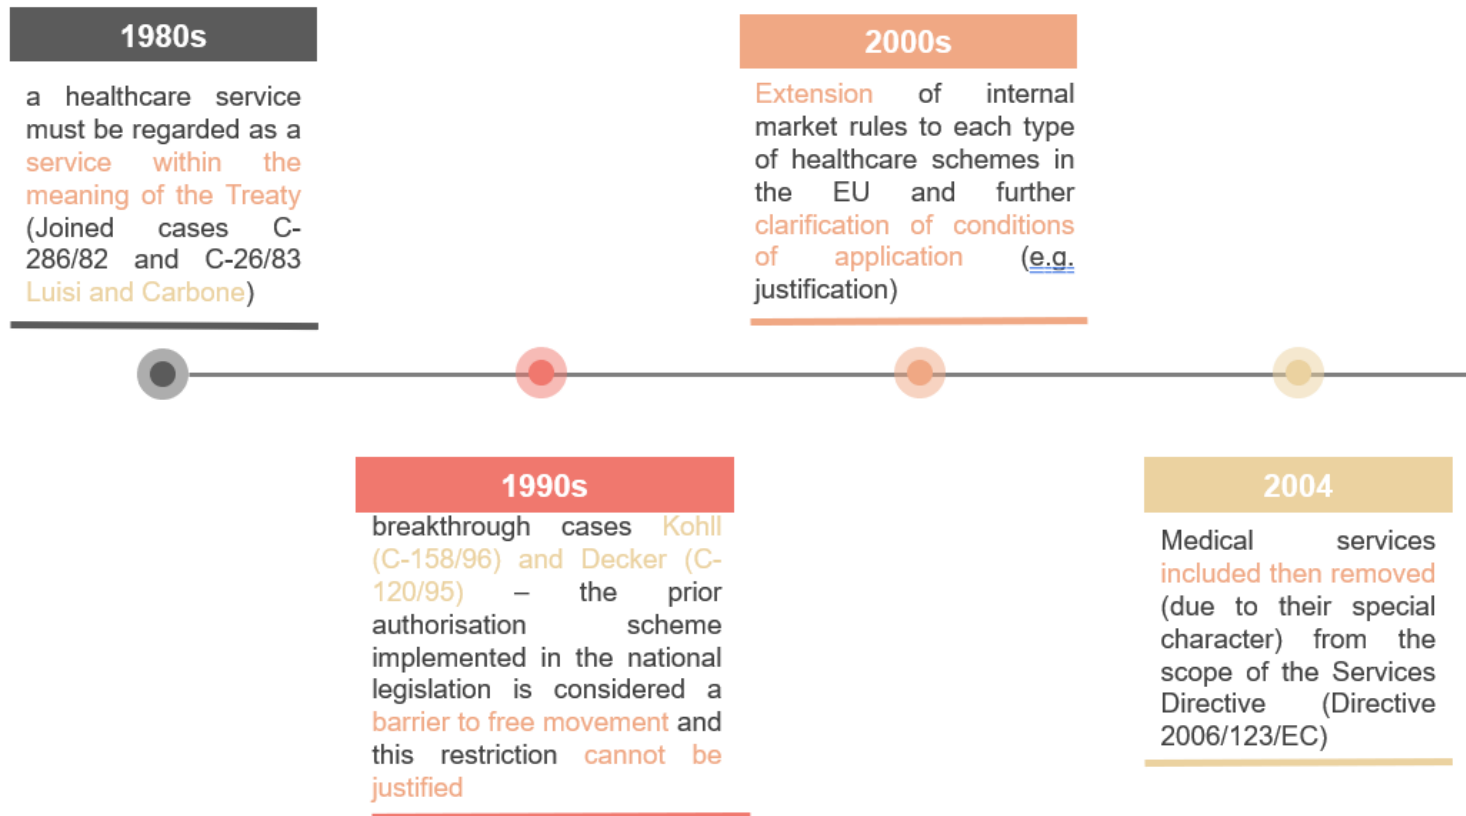 1980s
a healthcare service
must be regarded as a
service within the
meaning of the Treaty
(Joined cases C-
286/82 and C-26/83
Luisi and Carbone)
1990s
breakthrough cases Kohll
(C-158/96) and Decker (C-
120/95) – the prior
authorisation scheme
implemented in the national
legislation is considered a
barrier to free movement and
this restriction cannot be
justified
2000s
Extension of internal
market rules to each type
of healthcare schemes in
the EU and further
clarification of conditions
of application (e.g.
justification)
2004
Medical services
included then removed
(due to their special
character) from the
scope of the Services
Directive (Directive
2006/123/EC)